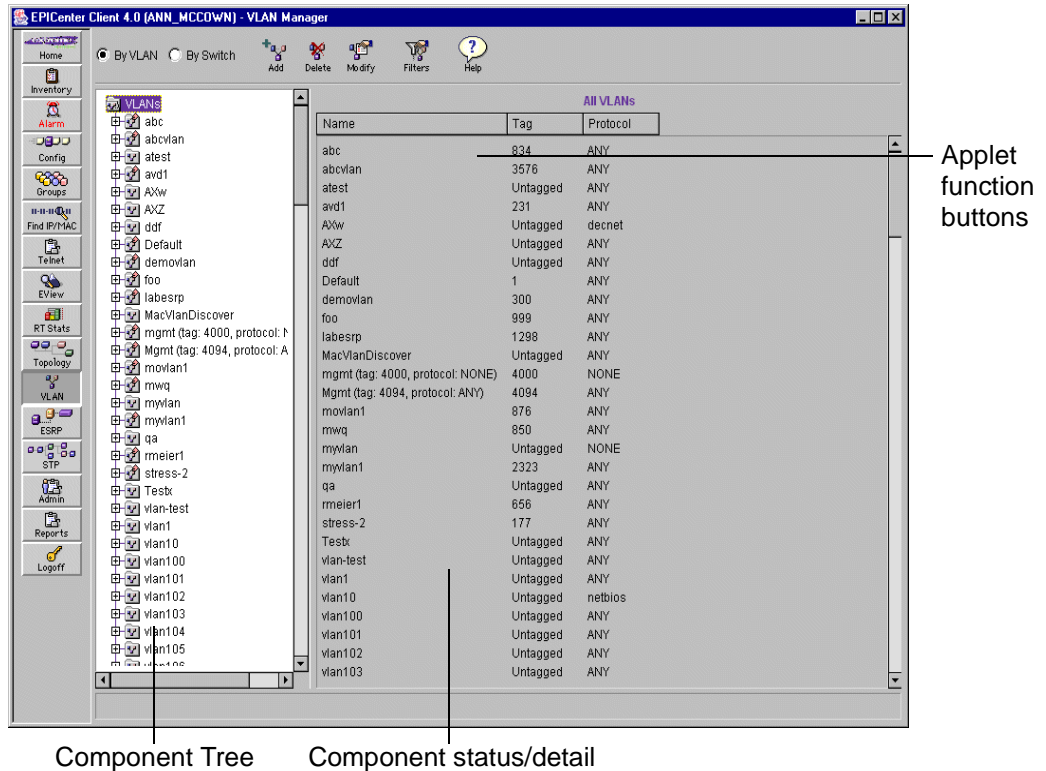 EPICenter Client 4.0 (ANN_MCCOWN) - VLAN Manager
Home
Inventory
Alarm
Config
Groups
Find IP/MAC
Telnet
EView
RT Stats
Topology
VLAN
ESRP
STP
Admin
Reports
Logoff
By VLAN By Switch
Add Delete Modify Filters Help
?
VLANs
abc
abcvlan
atest
avd1
AXw
AXZ
ddf
Default
demovlan
foo
labesrp
MacVlanDiscover
mgmt (tag: 4000, protocol: N
Mgmt (tag: 4094, protocol: A
movlan1
mwq
myvlan
myvlan1
qa
rmeier1
stress-2
Testx
vlan-test
vlan1
vlan10
vlan100
vlan101
vlan102
vlan103
vlan104
vlan105
vlan106
All VLANs
Name Tag Protocol
abc 834 ANY
abcvlan 3576 ANY
atest Untagged ANY
avd1 231 ANY
AXw Untagged decnet
AXZ Untagged ANY
ddf Untagged ANY
Default 1 ANY
demovlan 300 ANY
foo 999 ANY
labesrp 1298 ANY
MacVlanDiscover Untagged ANY
mgmt (tag: 4000, protocol: NONE) 4000 NONE
Mgmt (tag: 4094, protocol: ANY) 4094 ANY
movlan1 876 ANY
mwq 850 ANY
myvlan Untagged NONE
myvlan1 2323 ANY
qa Untagged ANY
rmeier1 656 ANY
stress-2 177 ANY
Testx Untagged ANY
vlan-test Untagged ANY
vlan1 Untagged ANY
vlan10 Untagged netbios
vlan100 Untagged ANY
vlan101 Untagged ANY
vlan102 Untagged ANY
vlan103 Untagged ANY
Applet
function
buttons
Component Tree
Component status/detail